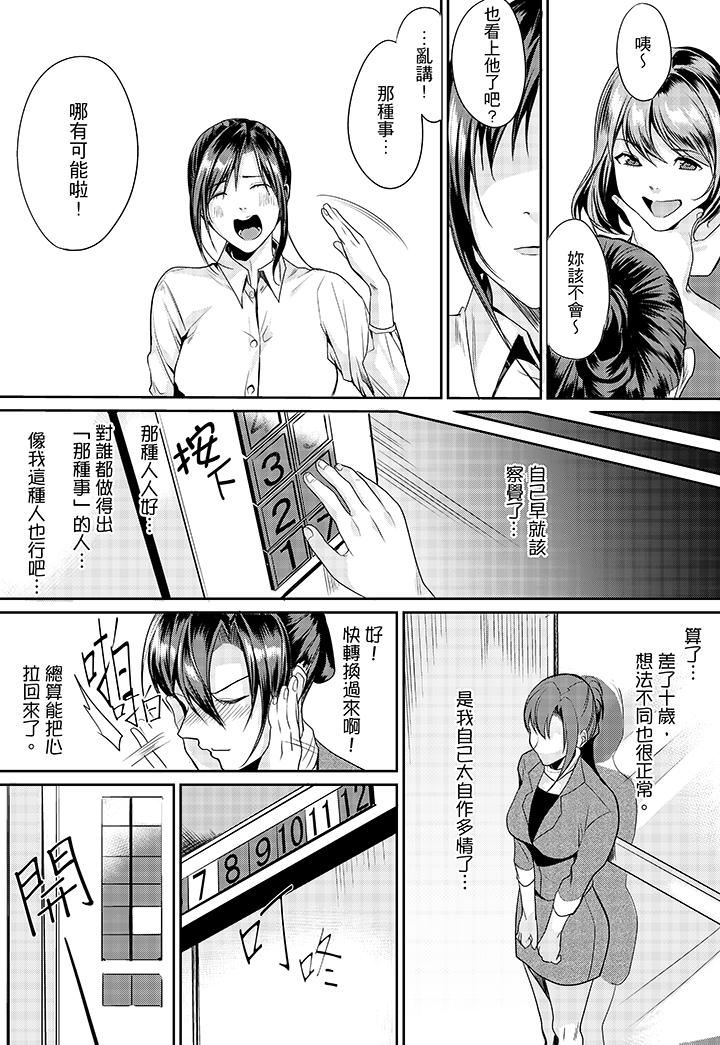 咦～
妳該不會～
也看上他了吧？
…亂講！
那種事…
哪有可能啦！
自己早就該
察覺了…
3
2
1
按下
那種人人好…
對誰都做得出
「那種事」的人…
像我這種人也行吧…
算了…
差了十歲，
想法不同也很正常。
是我自己太自作多情了…
好！
快轉換過來啊！
啪
啪
總算能把心
拉回來了。
7 8 9 10 11 12
叮咚
開